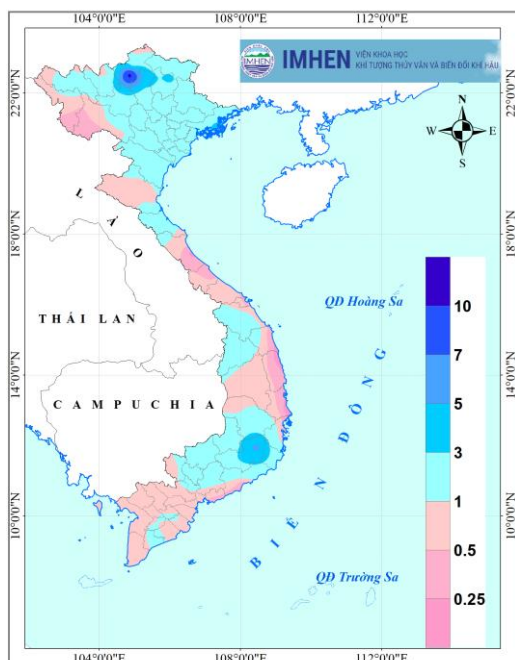 104°0'0"E
108°0'0"E
112°0'0"E
IMHEN
VIỆN KHOA HỌC
KHÍ TƯỢNG THỦY VĂN VÀ BIẾN ĐỔI KHÍ HẬU
22°0'0"N
22°0'0"N
N
W
E
S
LÀO
18°0'0"N
18°0'0"N
QĐ Hoàng Sa
THÁI LAN
10
7
5
3
1
0.5
0.25
14°0'0"N
14°0'0"N
CAMPUCHIA
BIỂN ĐÔNG
10°0'0"N
10°0'0"N
QĐ Trường Sa
104°0'0"E
108°0'0"E
112°0'0"E